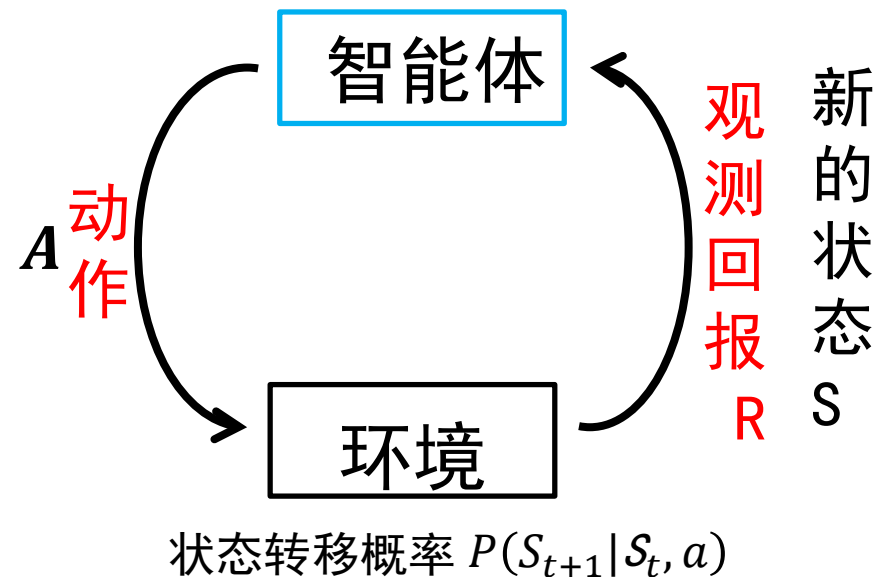 智能体
A 动作
观测回报 R
新的状态 S
环境
状态转移概率 P(S_{t+1}|S_t, a)